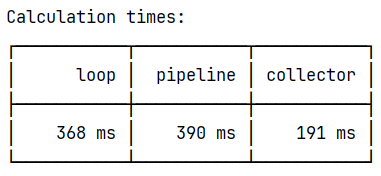 Calculation times:
loop pipeline collector
368 ms 390 ms 191 ms